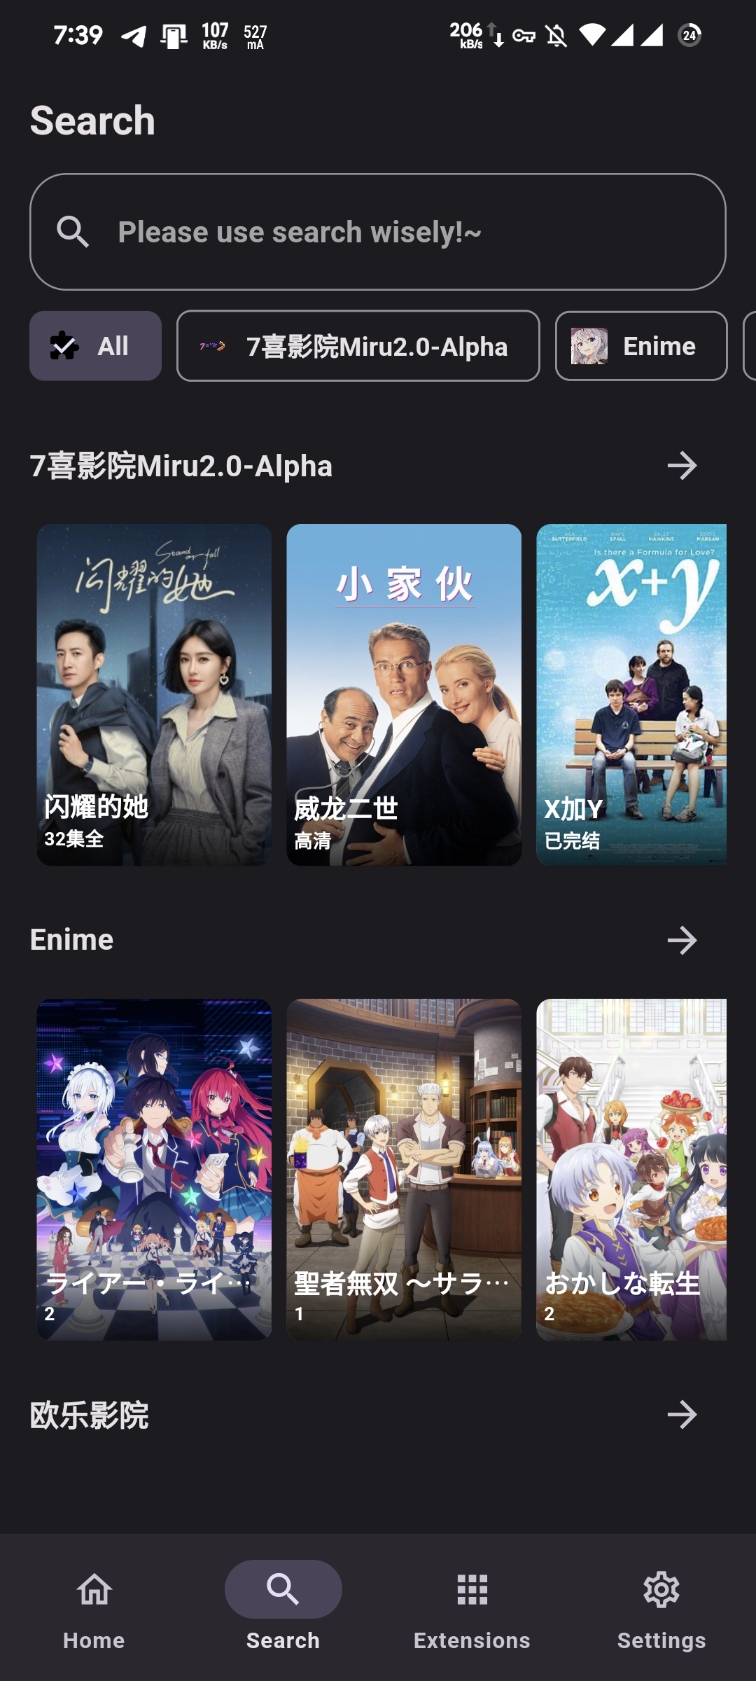 7:39
107
KB/s
527
mA
206
kB/s
24
Search
Please use search wisely!~
All
7喜影院Miru2.0-Alpha
Enime
7喜影院Miru2.0-Alpha
闪耀的她
闪耀的她
32集全
小家伙
威龙二世
高清
BUTTERFIELD SPALL HAWKINS MARSAN
Is there a Formula for Love?
x+y
X加Y
已完结
Enime
ライアー・ライ…
2
聖者無双 〜サラ…
1
おかしな転生
2
欧乐影院
Home
Search
Extensions
Settings